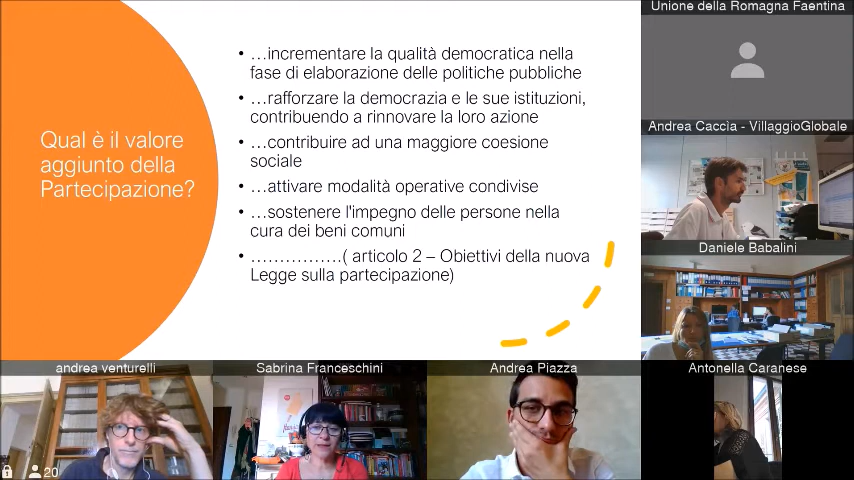 Qual è il valore
aggiunto della
Partecipazione?
• …incrementare la qualità democratica nella
fase di elaborazione delle politiche pubbliche
• …rafforzare la democrazia e le sue istituzioni,
contribuendo a rinnovare la loro azione
• …contribuire ad una maggiore coesione
sociale
• …attivare modalità operative condivise
• …sostenere l'impegno delle persone nella
cura dei beni comuni
• …………….( articolo 2 – Obiettivi della nuova
Legge sulla partecipazione)
Unione della Romagna Faentina
Andrea Caccìa - VillaggioGlobale
Daniele Babalini
andrea venturelli
Sabrina Franceschini
Andrea Piazza
Antonella Caranese
20